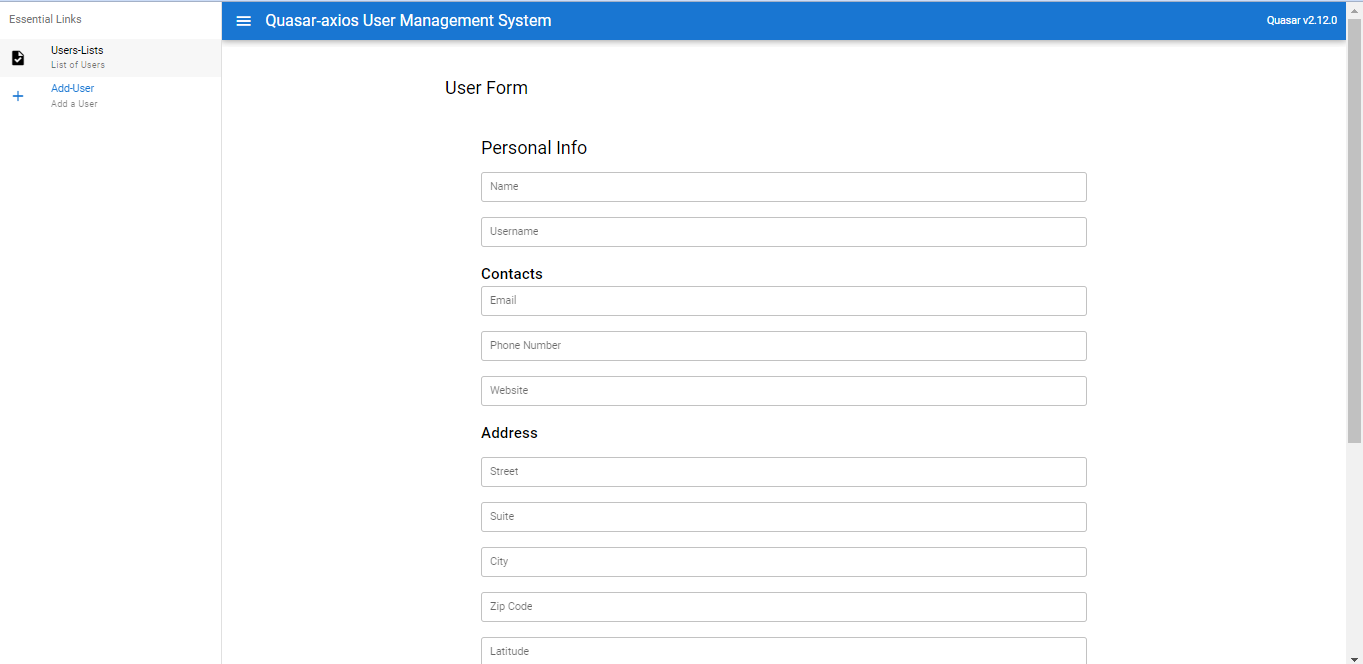 Essential Links
Users-Lists
List of Users
Add-User
Add a User
Quasar-axios User Management System
Quasar v2.12.0
User Form
Personal Info
Name
Username
Contacts
Email
Phone Number
Website
Address
Street
Suite
City
Zip Code
Latitude